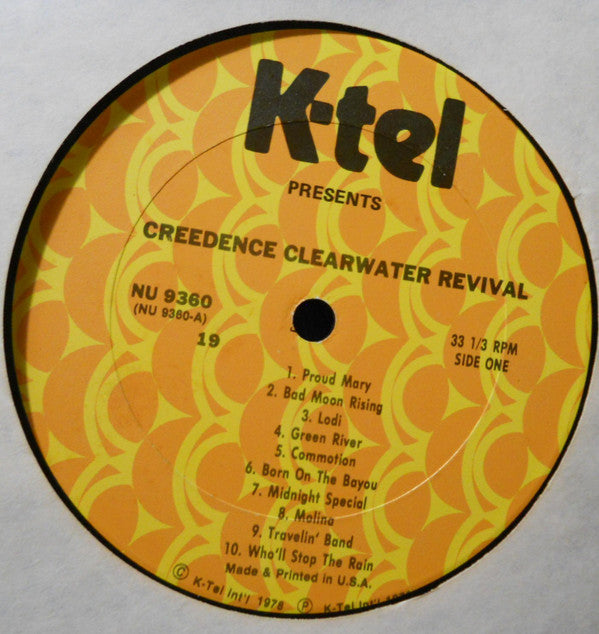 K-tel
PRESENTS
CREEDENCE CLEARWATER REVIVAL
NU 9360
(NU 9360-A)
19
33 1/3 RPM
SIDE ONE
1. Proud Mary
2. Bad Moon Rising
3. Lodi
4. Green River
5. Commotion
6. Born On The Bayou
7. Midnight Special
8. Molina
9. Travelin' Band
10. Who'll Stop The Rain
Made & Printed in U.S.A.
© K-Tel Int'l 1978 ℗ K-Tel Int'l